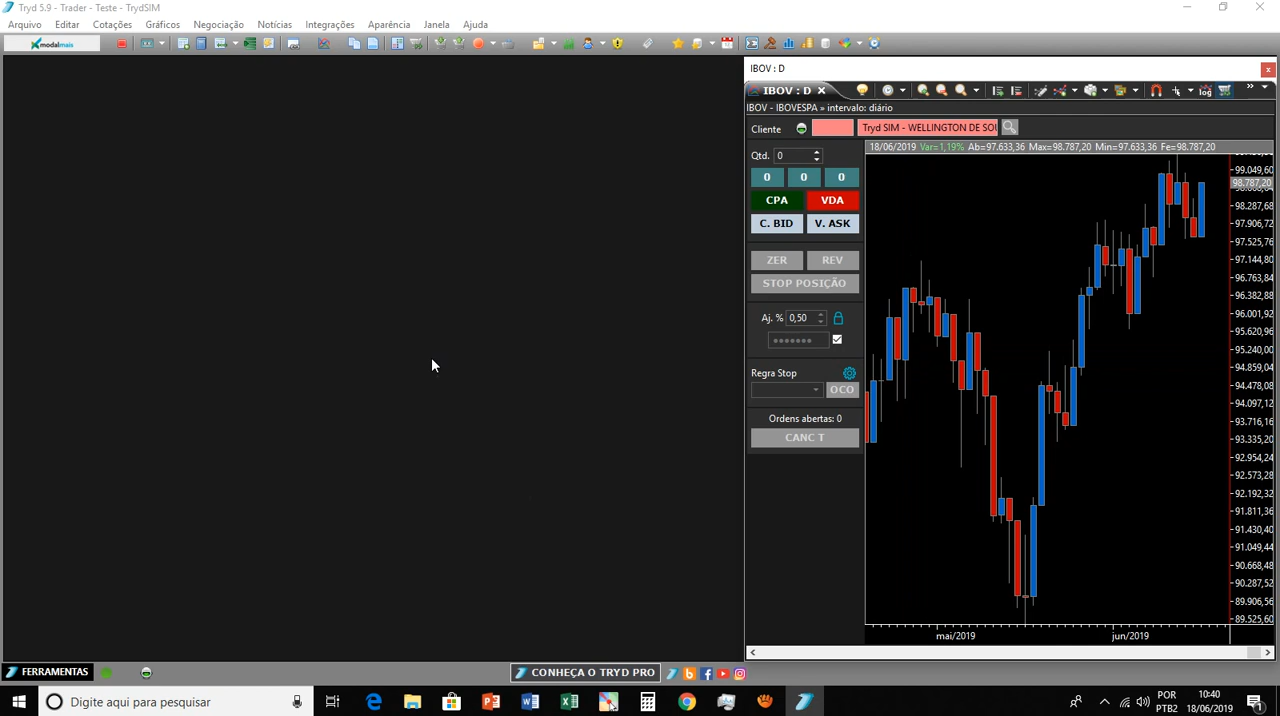 Tryd 5.9 - Trader - Teste - TrydSIM
Arquivo Editar Cotações Gráficos Negociação Notícias Integrações Aparência Janela Ajuda
modalmais
IBOV : D
IBOV : D
IBOV - IBOVESPA » intervalo: diário
Cliente Tryd SIM - WELLINGTON DE SOU
18/06/2019 Var=1,19% Ab=97.633,36 Max=98.787,20 Min=97.633,36 Fe=98.787,20
Qtd. 0
0 0 0
CPA VDA
C. BID V. ASK
ZER REV
STOP POSIÇÃO
Aj. % 0,50
Regra Stop
OCO
Ordens abertas: 0
CANC T
99.049,60
98.787,20
98.287,68
97.906,72
97.525,76
97.144,80
96.763,84
96.382,88
96.001,92
95.620,96
95.240,00
94.859,04
94.478,08
94.097,12
93.716,16
93.335,20
92.954,24
92.573,28
92.192,32
91.811,36
91.430,40
91.049,44
90.668,48
90.287,52
89.906,56
89.525,60
mai/2019 jun/2019
FERRAMENTAS
CONHEÇA O TRYD PRO
Digite aqui para pesquisar
POR
PTB2
10:40
18/06/2019